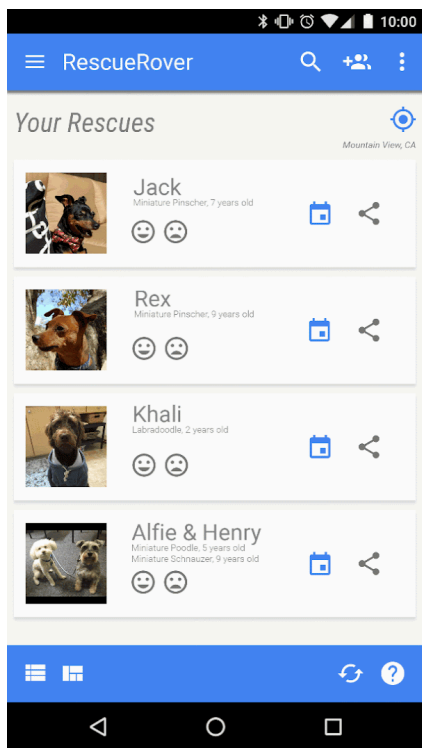 10:00
RescueRover
Your Rescues
Mountain View, CA
Jack
Miniature Pinscher, 7 years old
Rex
Miniature Pinscher, 9 years old
Khali
Labradoodle, 2 years old
Alfie & Henry
Miniature Poodle, 5 years old
Miniature Schnauzer, 9 years old
?